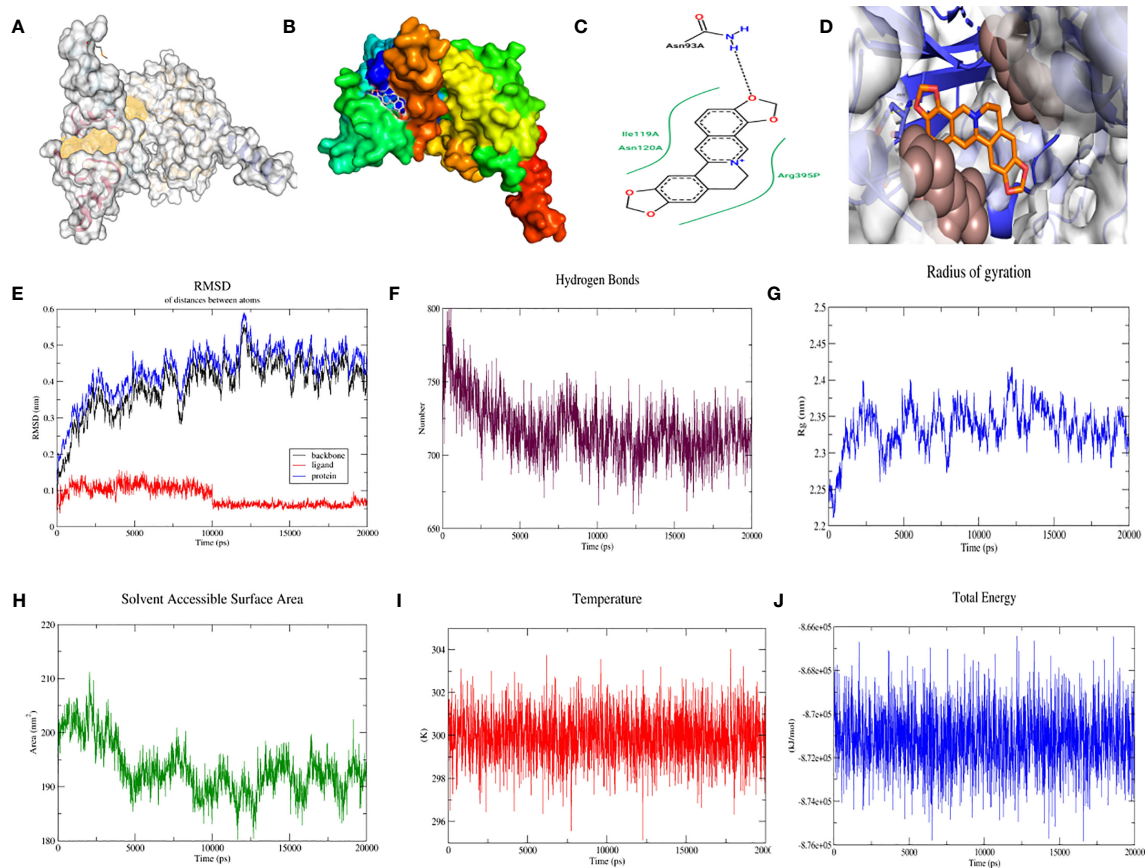 A
B
C
D
Asn93A
O
N
H
H
Ile119A
Asn120A
Arg395P
O
O
N+
O
O
E
RMSD
of distances between atoms
0.6
0.5
0.4
0.3
0.2
0.1
0
RMSD (nm)
backbone
ligand
protein
0
5000
10000
15000
20000
Time (ps)
F
Hydrogen Bonds
800
750
700
650
Number
0
5000
10000
15000
20000
Time (ps)
G
Radius of gyration
2.5
2.45
2.4
2.35
2.3
2.25
2.2
Rg (nm)
0
5000
10000
15000
20000
Time (ps)
H
Solvent Accessible Surface Area
220
210
200
190
180
Area (nm²)
0
5000
10000
15000
20000
Time (ps)
I
Temperature
304
302
300
298
296
(K)
0
5000
10000
15000
20000
Time (ps)
J
Total Energy
-8.66e+05
-8.68e+05
-8.7e+05
-8.72e+05
-8.74e+05
-8.76e+05
(kJ/mol)
0
5000
10000
15000
20000
Time (ps)